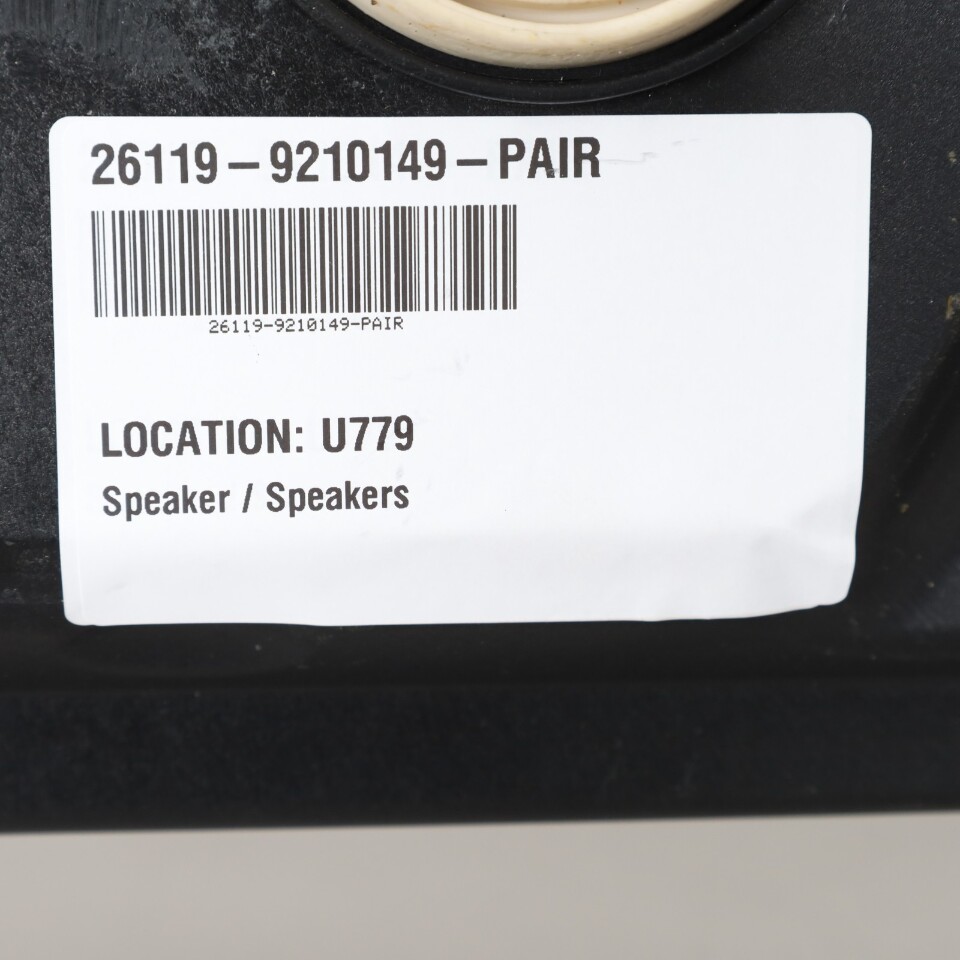 26119-9210149-PAIR
26119-9210149-PAIR
LOCATION: U779
Speaker / Speakers